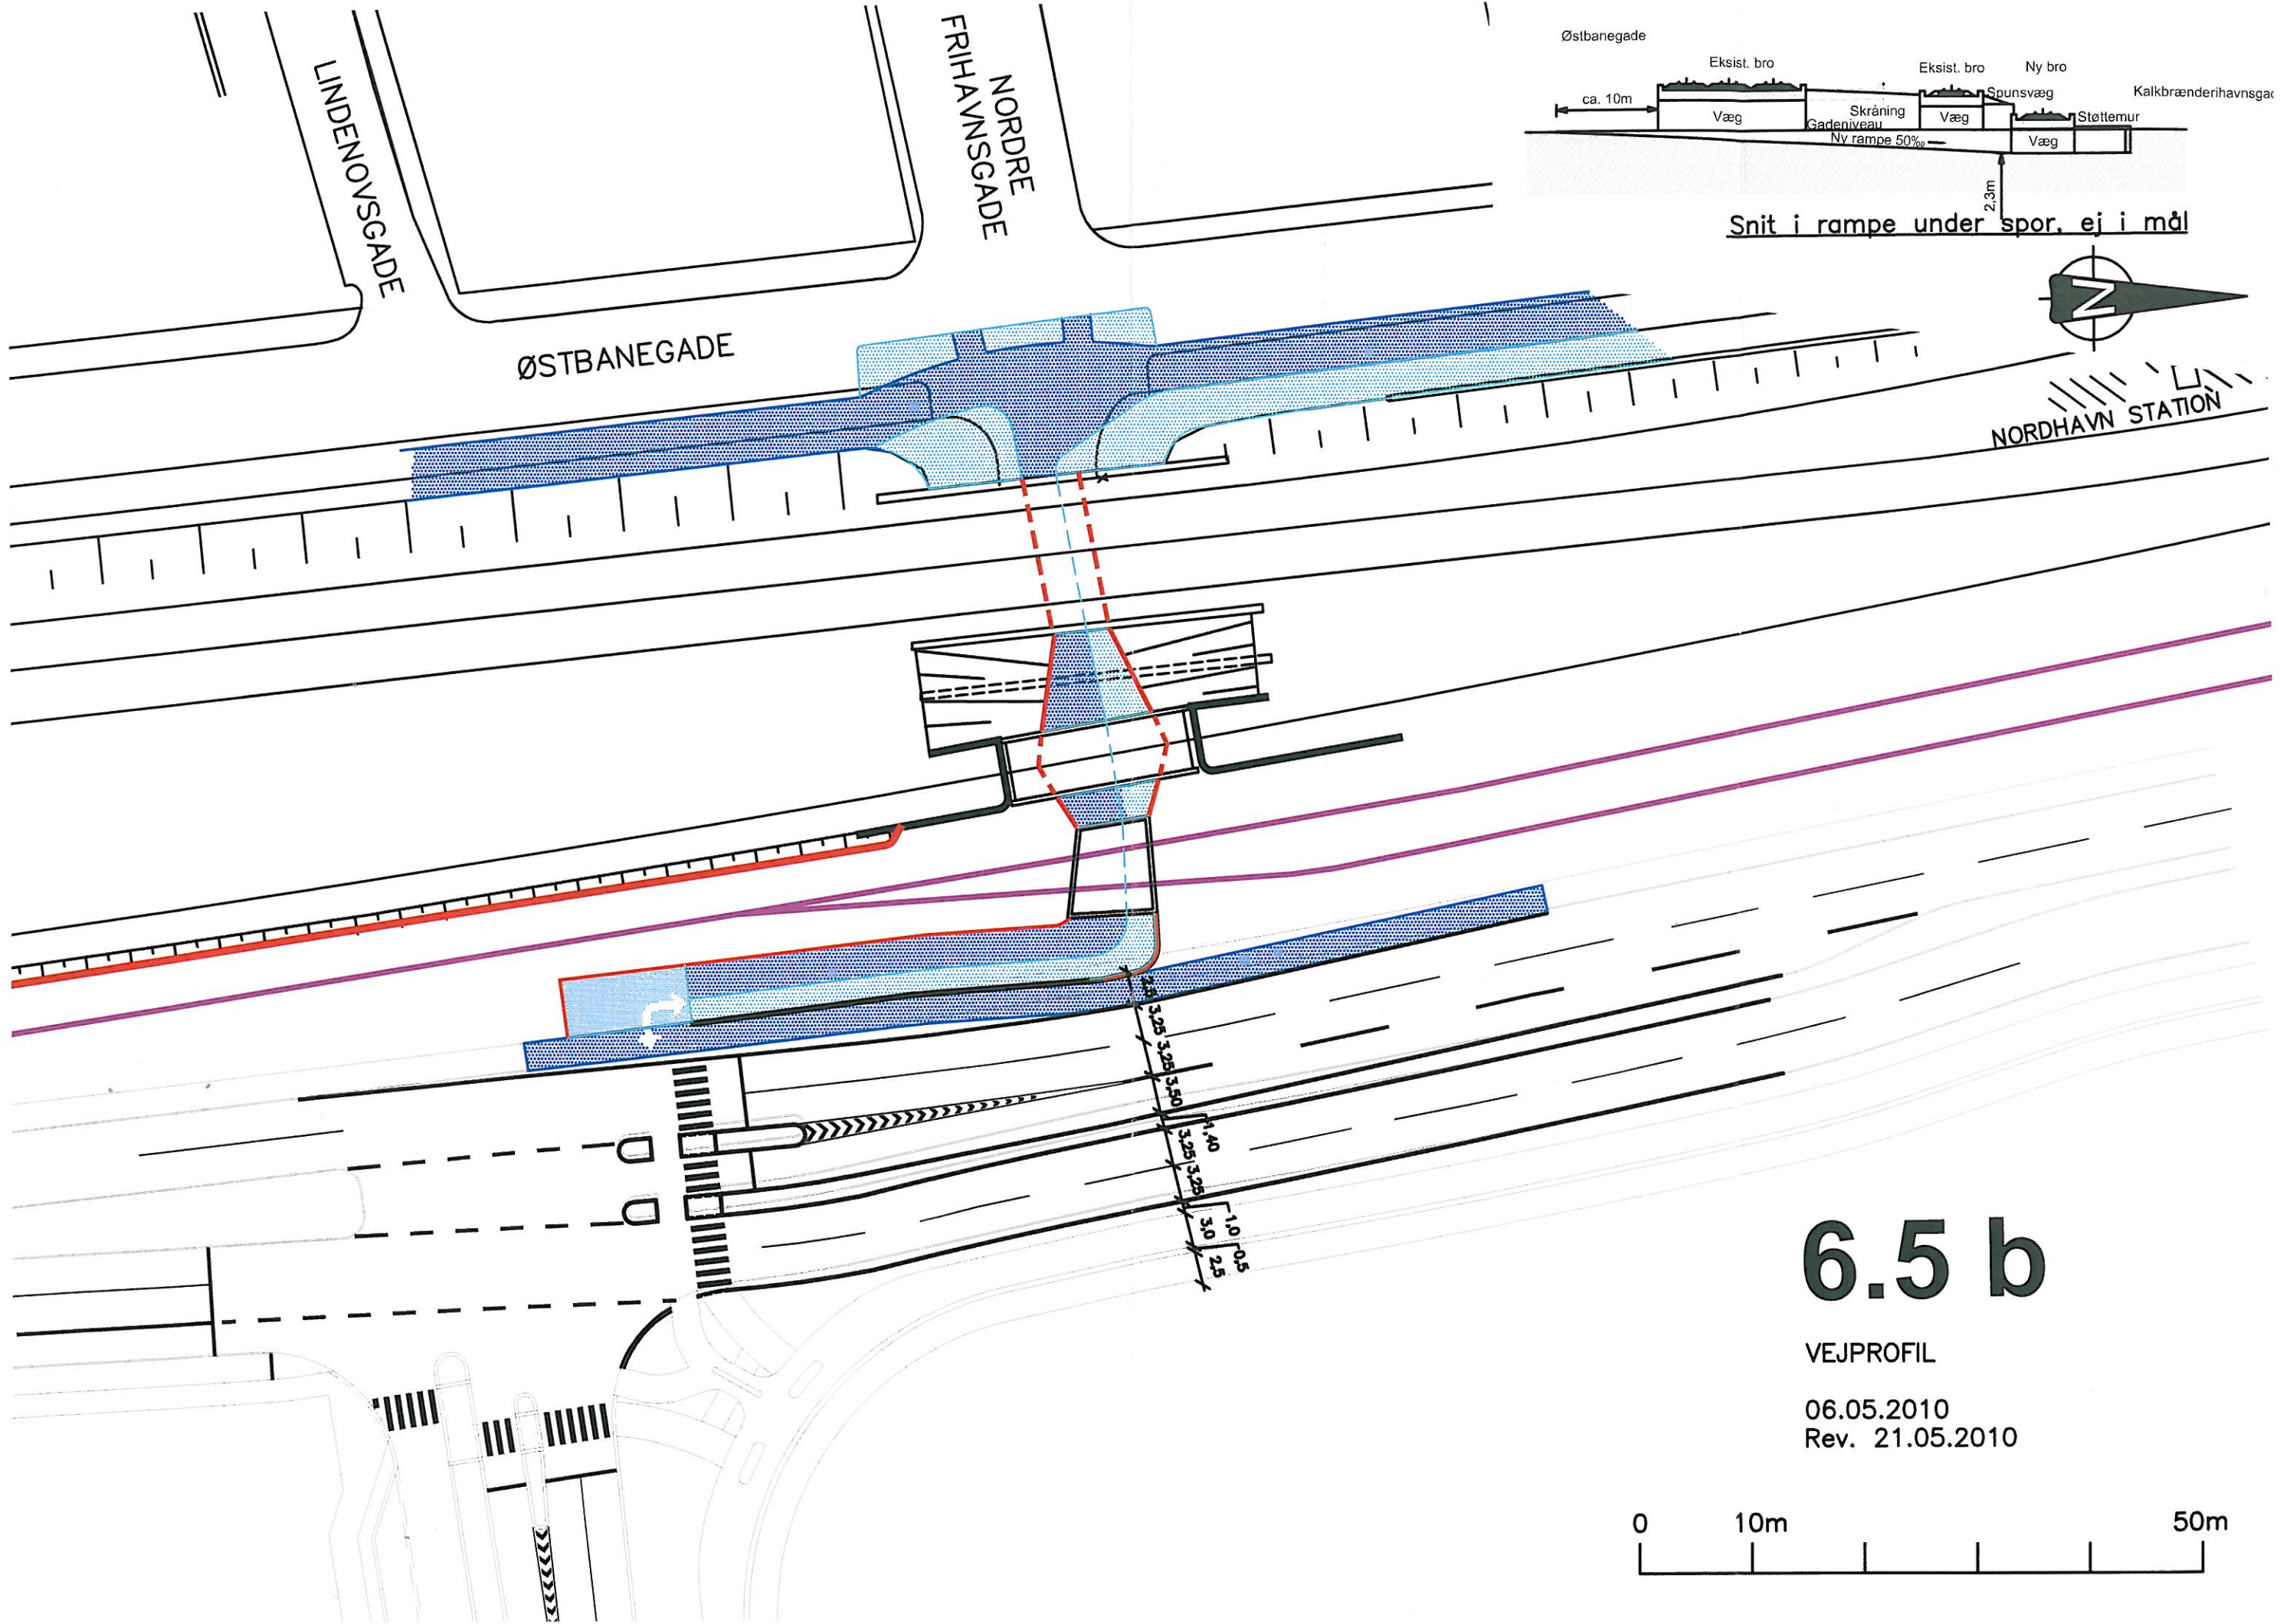 Østbanegade
Eksist. bro
Eksist. bro
Ny bro
ca. 10m
Spunsvæg
Kalkbrænderihavnsgad
Væg
Skråning
Væg
Støttemur
Gadeniveau
Ny rampe 50‰
Væg
2,3m
Snit i rampe under spor. ej i mål
LINDENOVSGADE
NORDRE
FRIHAVNSGADE
ØSTBANEGADE
N
NORDHAVN STATION
2,5
3,25
3,25
3,50
1,40
3,25
3,25
1,0
3,0
0,5
2,5
6.5 b
VEJPROFIL
06.05.2010
Rev. 21.05.2010
0 10m 50m